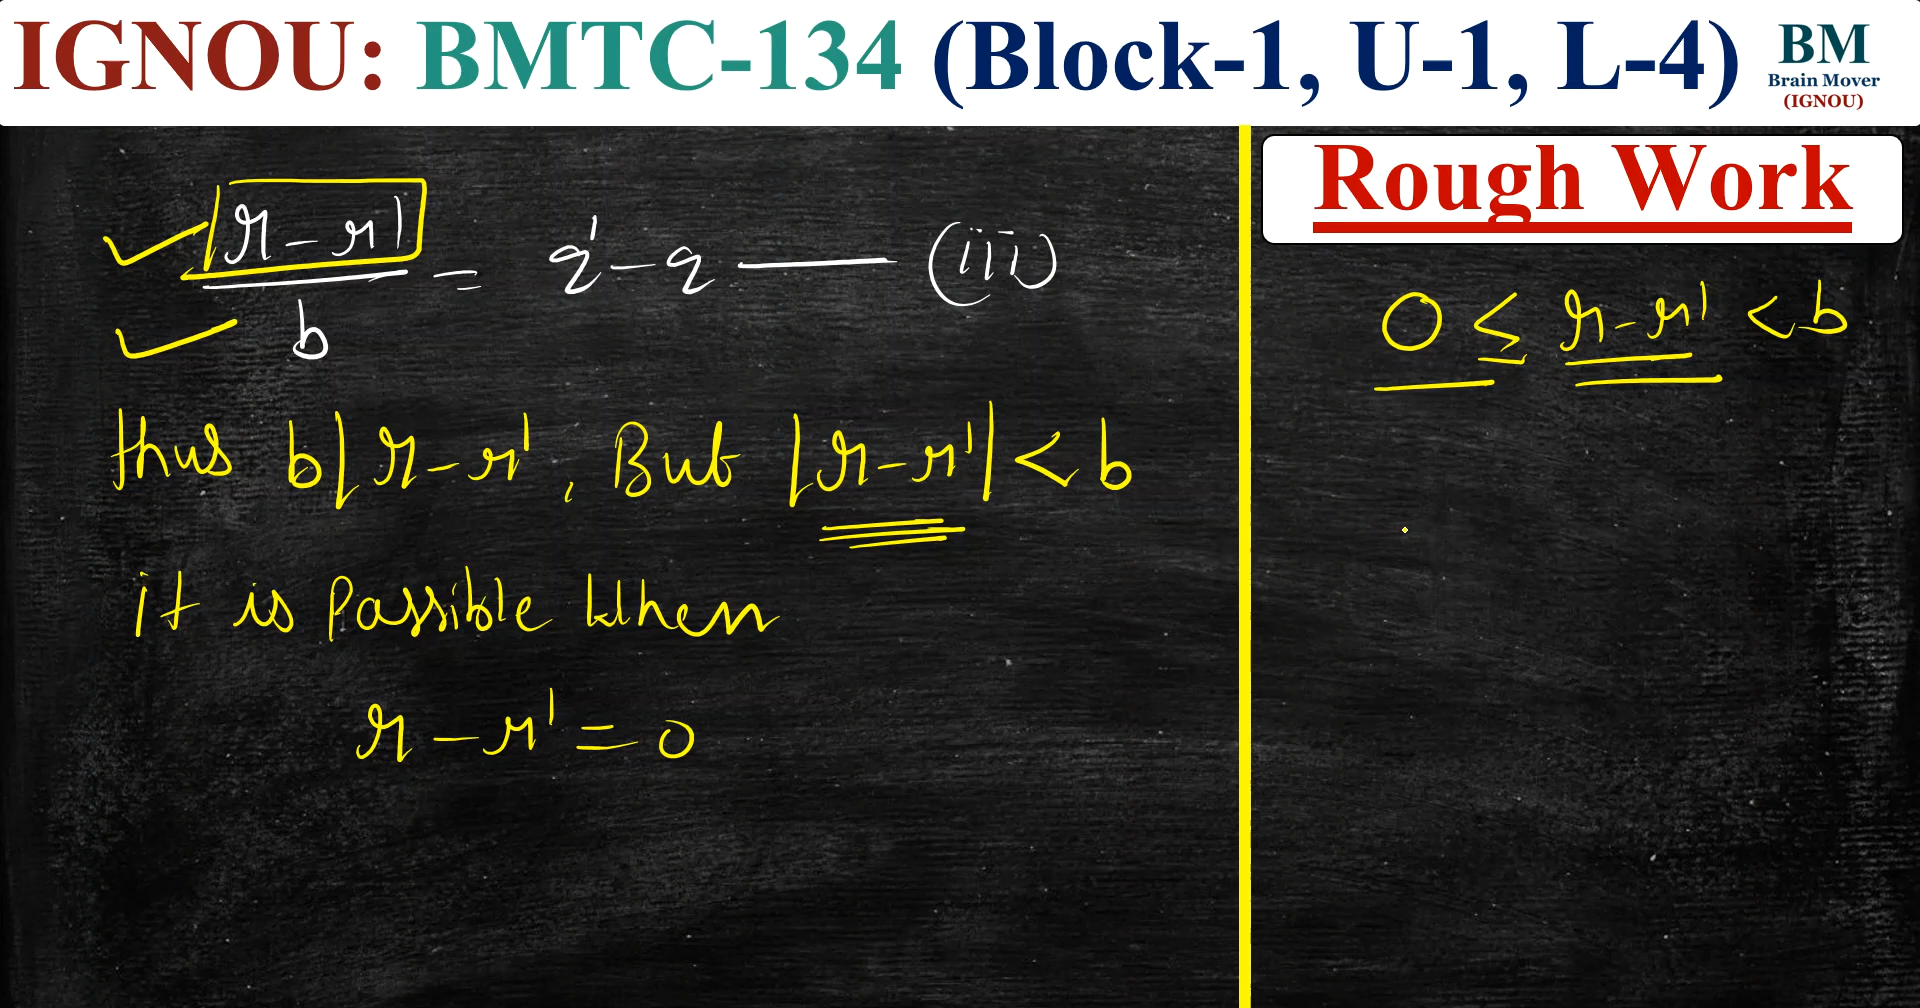 IGNOU: BMTC-134 (Block-1, U-1, L-4)
BM
Brain Mover
(IGNOU)
|r - r'|
b
= q' - q —— (iii)
thus b | r - r', But |r - r'| < b
it is Passible When
r - r' = 0
Rough Work
0 ≤ r - r' < b